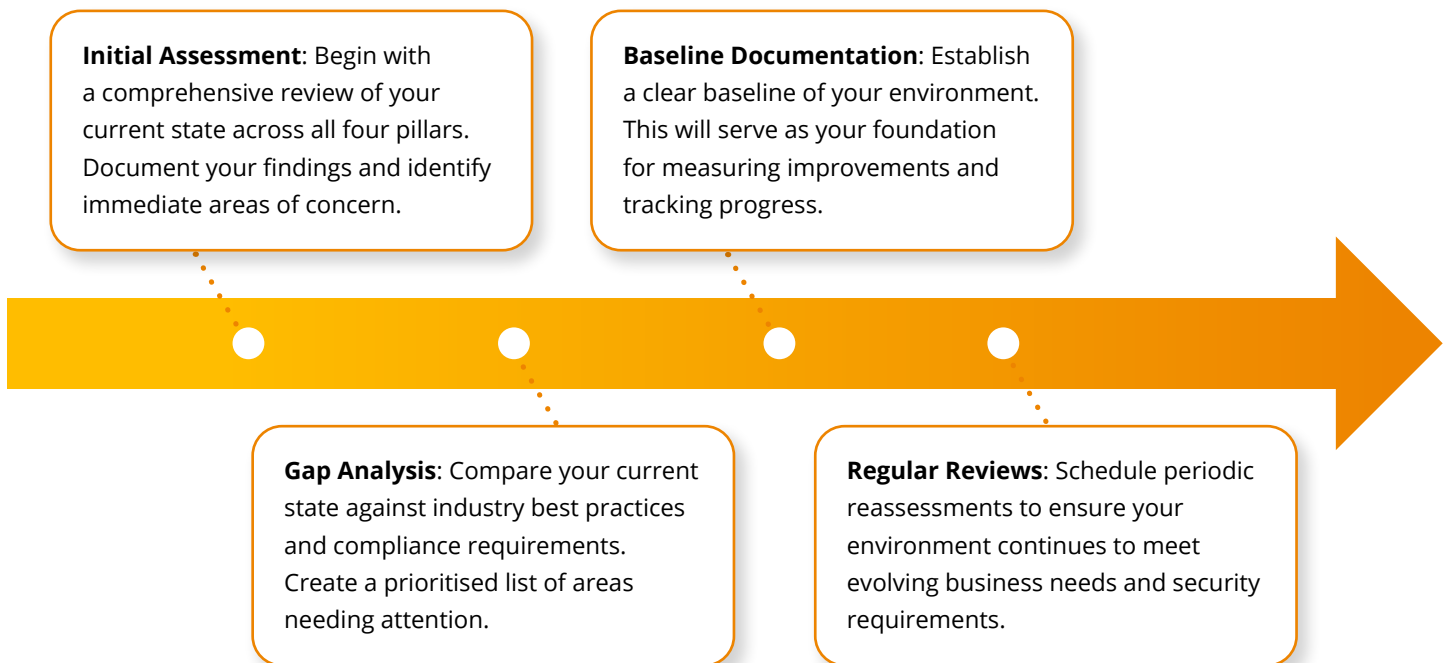 Initial Assessment: Begin with
a comprehensive review of your
current state across all four pillars.
Document your findings and identify
immediate areas of concern.
Gap Analysis: Compare your current
state against industry best practices
and compliance requirements.
Create a prioritised list of areas
needing attention.
Baseline Documentation: Establish
a clear baseline of your environment.
This will serve as your foundation
for measuring improvements and
tracking progress.
Regular Reviews: Schedule periodic
reassessments to ensure your
environment continues to meet
evolving business needs and security
requirements.